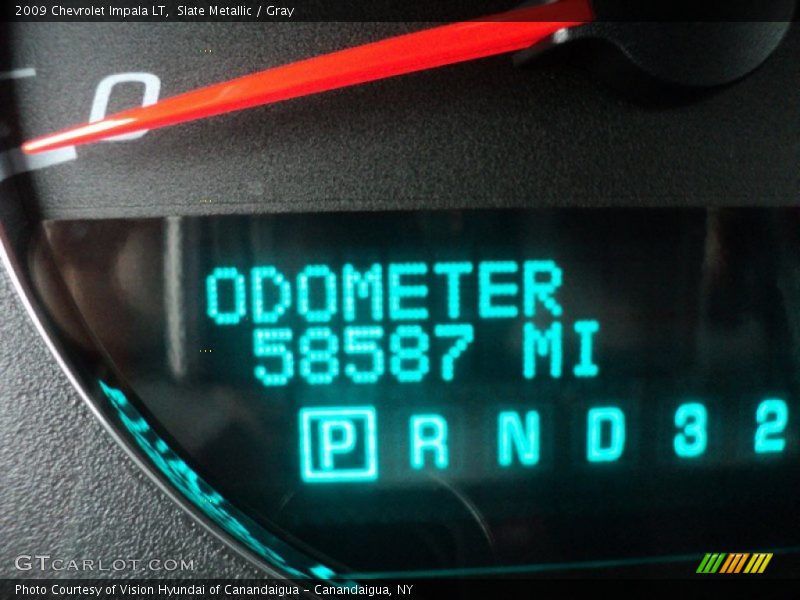 2009 Chevrolet Impala LT, Slate Metallic / Gray
0
ODOMETER
58587 MI
P R N D 3 2
GTcarlot.com
Photo Courtesy of Vision Hyundai of Canandaigua - Canandaigua, NY